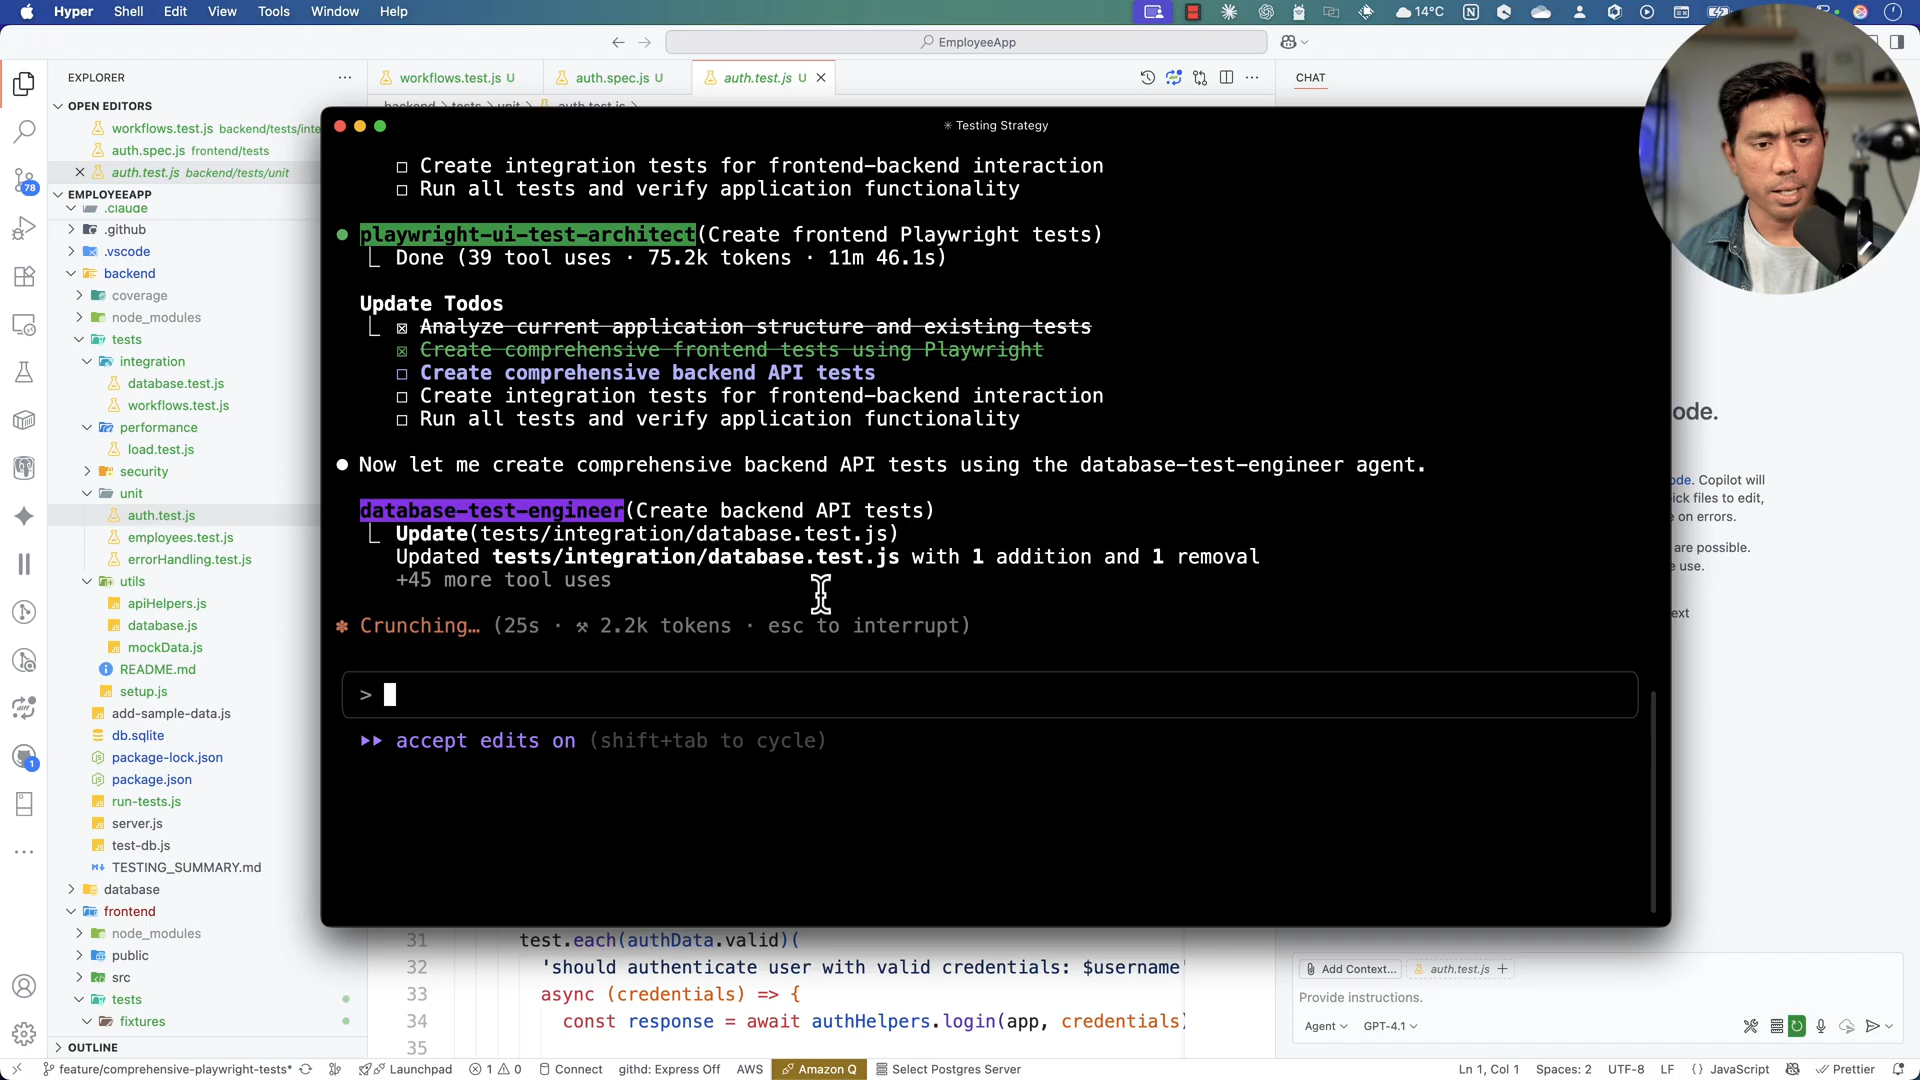 Hyper Shell Edit View Tools Window Help
14°C
EmployeeApp
EXPLORER
OPEN EDITORS
workflows.test.js backend/tests/inte
auth.spec.js frontend/tests
auth.test.js backend/tests/unit
EMPLOYEEAPP
.claude
.github
.vscode
backend
coverage
node_modules
tests
integration
database.test.js
workflows.test.js
performance
load.test.js
security
unit
auth.test.js
employees.test.js
errorHandling.test.js
utils
apiHelpers.js
database.js
mockData.js
README.md
setup.js
add-sample-data.js
db.sqlite
package-lock.json
package.json
run-tests.js
server.js
test-db.js
TESTING_SUMMARY.md
database
frontend
node_modules
public
src
tests
fixtures
OUTLINE
78
1
workflows.test.js U
auth.spec.js U
auth.test.js U
CHAT
Testing Strategy
Create integration tests for frontend-backend interaction
Run all tests and verify application functionality
playwright-ui-test-architect(Create frontend Playwright tests)
Done (39 tool uses · 75.2k tokens · 11m 46.1s)
Update Todos
Analyze current application structure and existing tests
Create comprehensive frontend tests using Playwright
Create comprehensive backend API tests
Create integration tests for frontend-backend interaction
Run all tests and verify application functionality
Now let me create comprehensive backend API tests using the database-test-engineer agent.
database-test-engineer(Create backend API tests)
Update(tests/integration/database.test.js)
Updated tests/integration/database.test.js with 1 addition and 1 removal
+45 more tool uses
Crunching… (25s · ⚒ 2.2k tokens · esc to interrupt)
>
accept edits on (shift+tab to cycle)
ode.
ode. Copilot will
ick files to edit,
e on errors.
are possible.
use.
ext
31 test.each(authData.valid)(
32 'should authenticate user with valid credentials: $username'
33 async (credentials) => {
34 const response = await authHelpers.login(app, credentials)
35
Add Context... auth.test.js +
Provide instructions.
Agent GPT-4.1
feature/comprehensive-playwright-tests* Launchpad 1 0 Connect githd: Express Off AWS Amazon Q Select Postgres Server Ln 1, Col 1 Spaces: 2 UTF-8 LF {} JavaScript Prettier